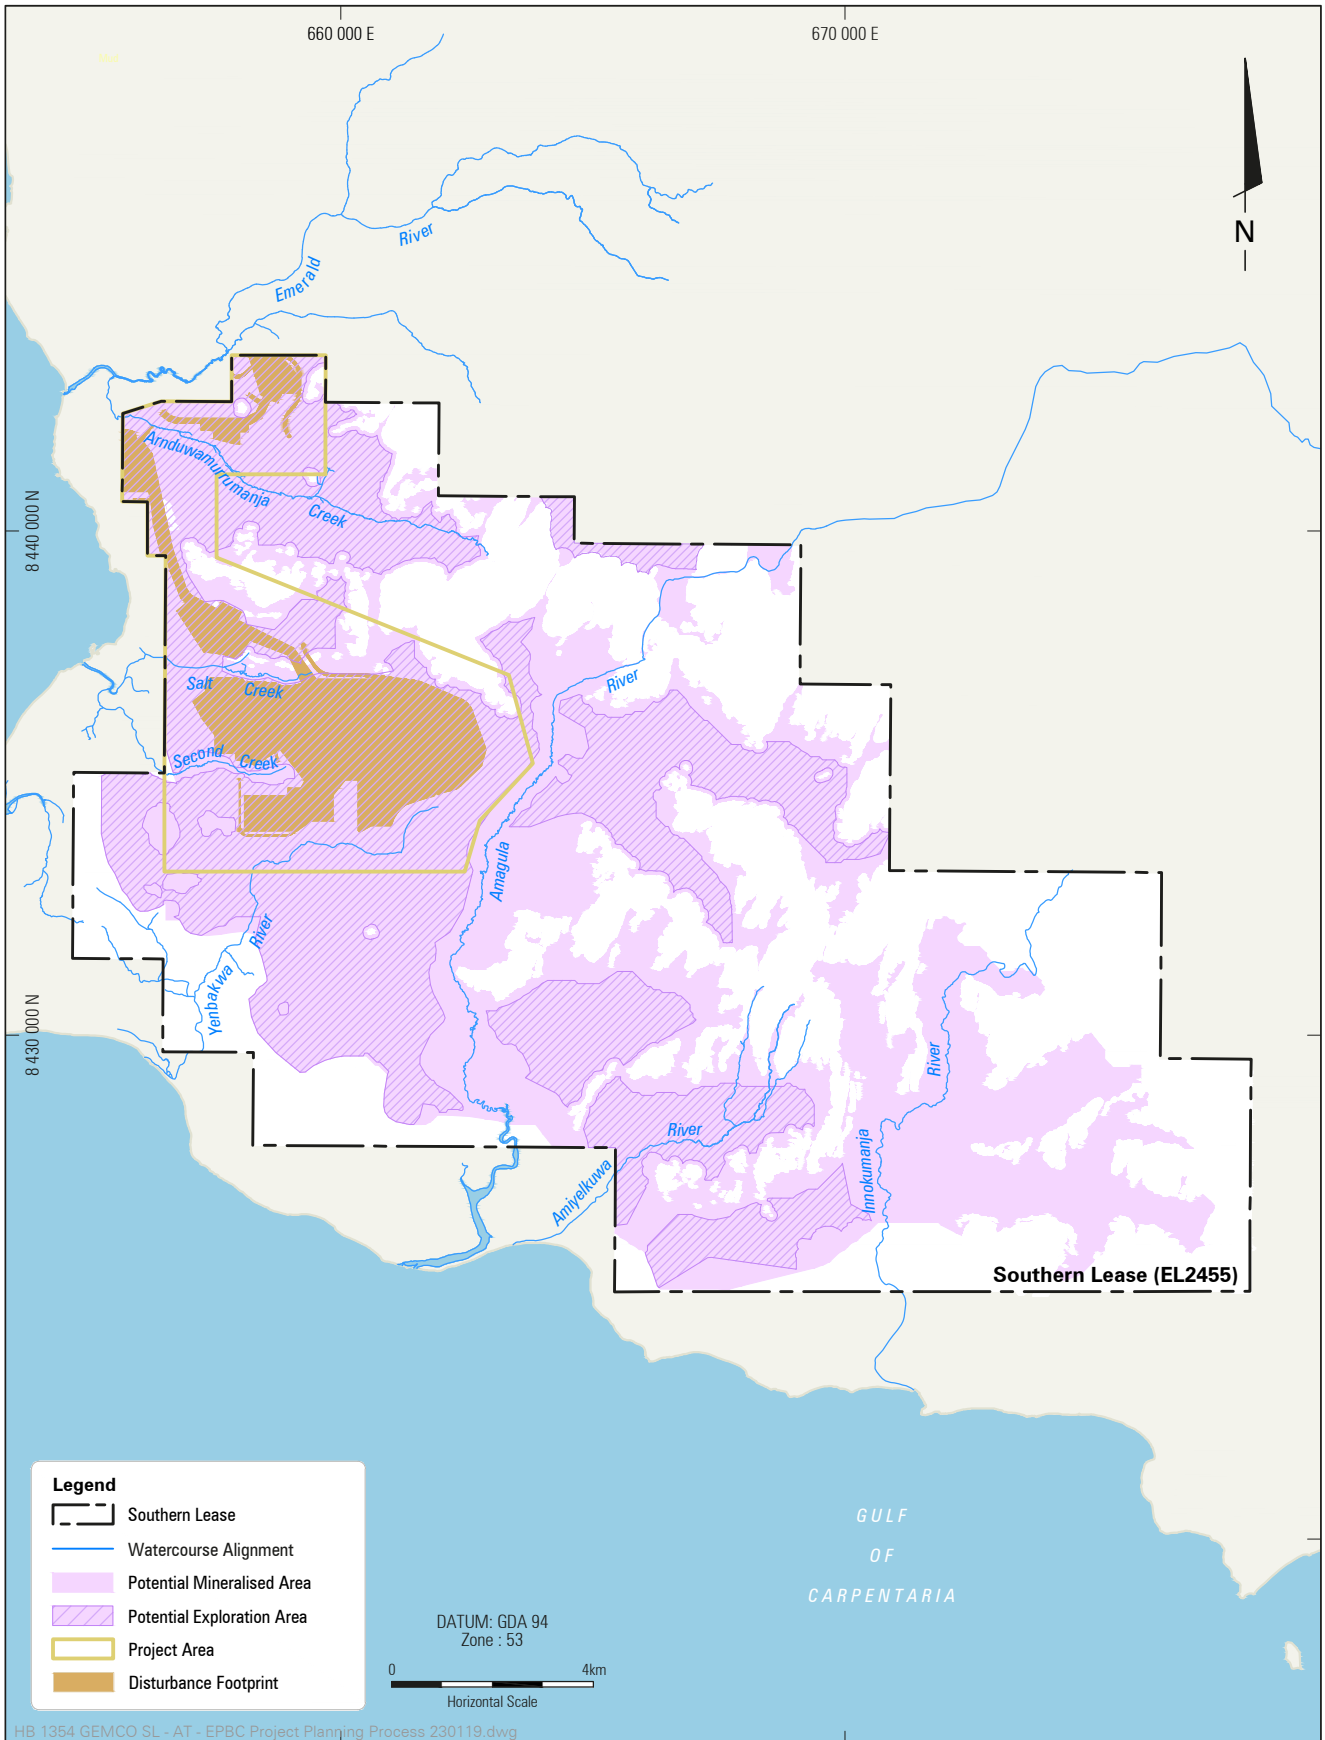 660 000 E
670 000 E
N
River
Emerald
Arnduwamurrumanja
Creek
8 440 000 N
River
Salt Creek
Second Creek
Amagula
River
Yenbakwa
8 430 000 N
River
River
Amiyelkuwa
Innokumanja
Southern Lease (EL2455)
GULF
OF
CARPENTARIA
Legend
Southern Lease
Watercourse Alignment
Potential Mineralised Area
Potential Exploration Area
Project Area
Disturbance Footprint
DATUM: GDA 94
Zone : 53
0 4km
Horizontal Scale
HB 1354 GEMCO SL - AT - EPBC Project Planning Process 230119.dwg